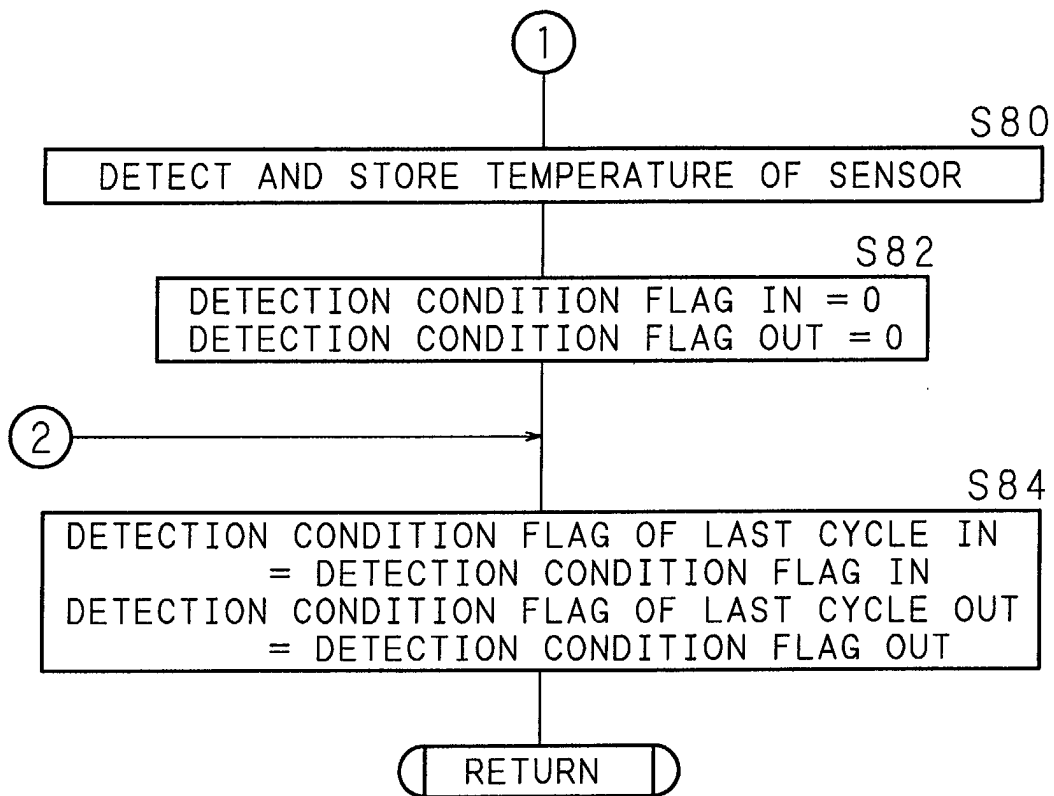 1
S80
DETECT AND STORE TEMPERATURE OF SENSOR
S82
DETECTION CONDITION FLAG IN = 0
DETECTION CONDITION FLAG OUT = 0
2
S84
DETECTION CONDITION FLAG OF LAST CYCLE IN
= DETECTION CONDITION FLAG IN
DETECTION CONDITION FLAG OF LAST CYCLE OUT
= DETECTION CONDITION FLAG OUT
RETURN